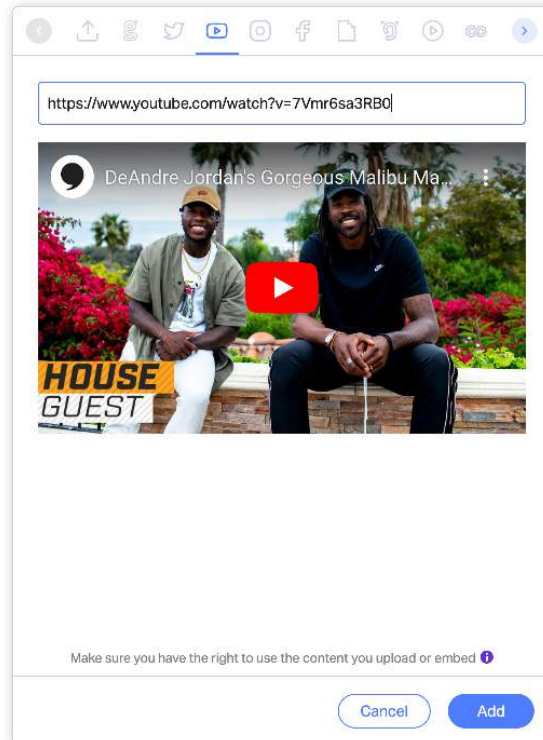 https://www.youtube.com/watch?v=7Vmr6sa3RB0
DeAndre Jordan's Gorgeous Malibu Ma...
HOUSE
GUEST
Make sure you have the right to use the content you upload or embed
Cancel
Add